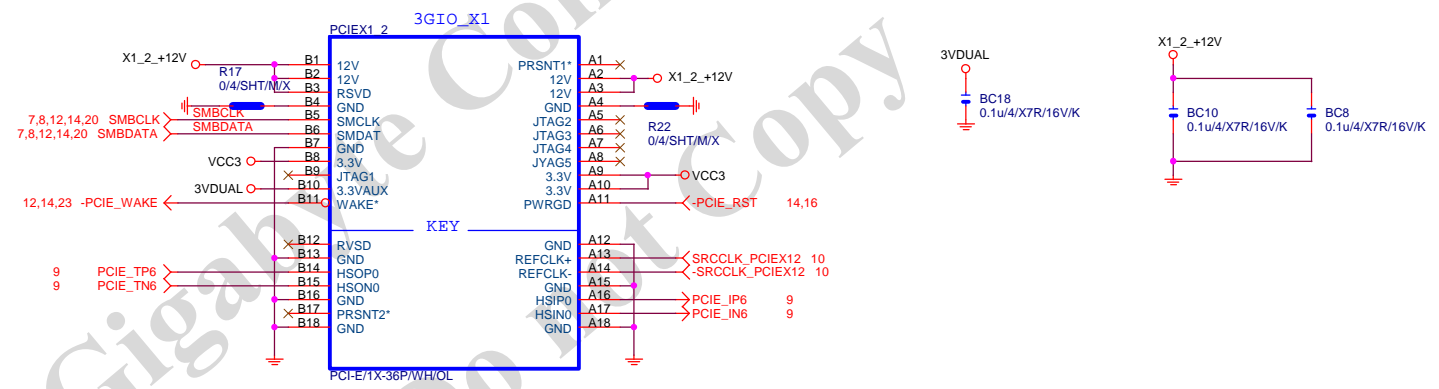 3GIO_X1
PCIEX1_2
X1_2_+12V
R17
0/4/SHT/M/X
B1 12V
B2 12V
B3 RSVD
B4 GND
SMBCLK
7,8,12,14,20 SMBCLK B5 SMCLK
SMBDATA
7,8,12,14,20 SMBDATA B6 SMDAT
B7 GND
VCC3 B8 3.3V
B9 JTAG1
3VDUAL B10 3.3VAUX
12,14,23 -PCIE_WAKE B11 WAKE*
KEY
B12 RVSD
B13 GND
9 PCIE_TP6 B14 HSOP0
9 PCIE_TN6 B15 HSON0
B16 GND
B17 PRSNT2*
B18 GND
PRSNT1* A1
12V A2 X1_2_+12V
12V A3
GND A4
R22
0/4/SHT/M/X
JTAG2 A5
JTAG3 A6
JTAG4 A7
JYAG5 A8
3.3V A9 VCC3
3.3V A10
PWRGD A11 -PCIE_RST 14,16
GND A12
REFCLK+ A13 SRCCLK_PCIEX12 10
REFCLK- A14 -SRCCLK_PCIEX12 10
GND A15
HSIP0 A16 PCIE_IP6 9
HSIN0 A17 PCIE_IN6 9
GND A18
PCI-E/1X-36P/WH/OL
3VDUAL
BC18
0.1u/4/X7R/16V/K
X1_2_+12V
BC10
0.1u/4/X7R/16V/K
BC8
0.1u/4/X7R/16V/K
Gigabyte Con
Do not Copy